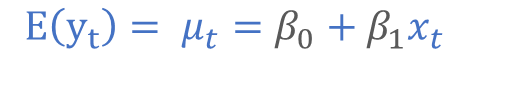 E(yₜ) = μₜ = β₀ + β₁xₜ